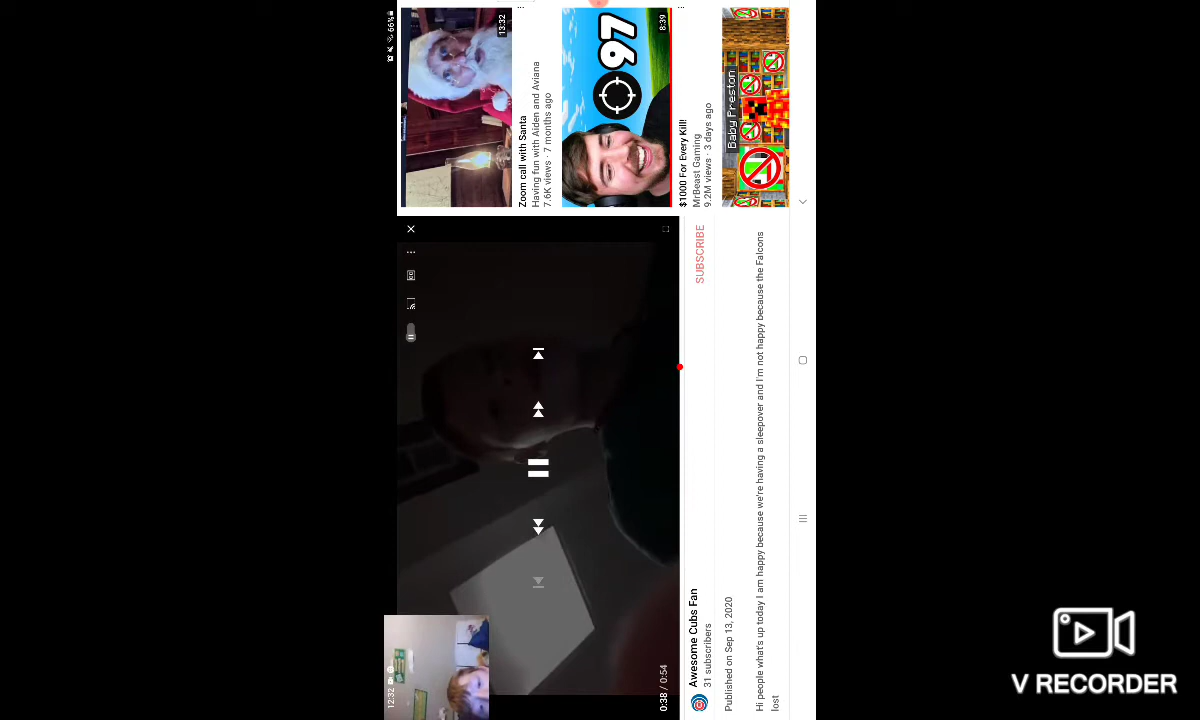 12:32
66%
0:38 / 0:54
Awesome Cubs Fan
31 subscribers
SUBSCRIBE
Published on Sep 13, 2020
Hi people what's up today I am happy because we're having a sleepover and I'm not happy because the Falcons
lost
13:32
Zoom call with Santa
Having fun with Aiden and Aviana
7.6K views · 7 months ago
97
8:39
$1000 For Every Kill!
MrBeast Gaming
9.2M views · 3 days ago
Baby Preston
V RECORDER